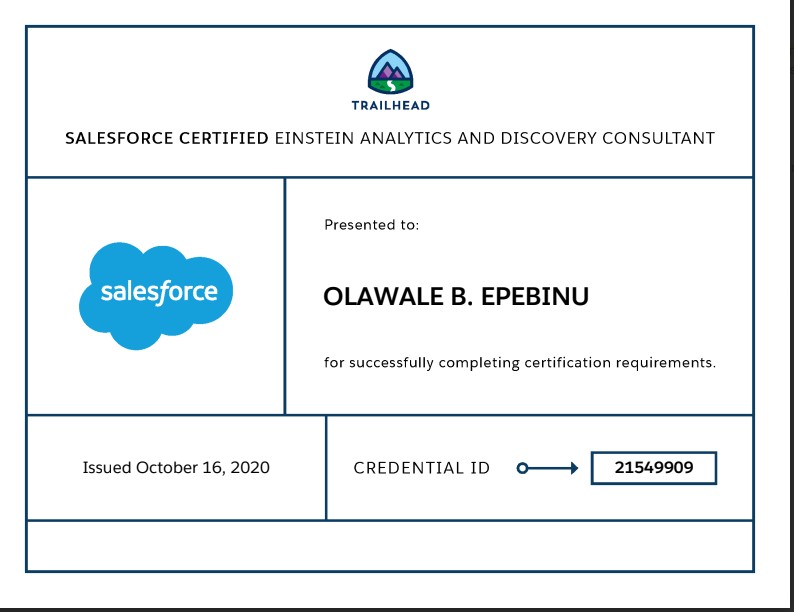 TRAILHEAD
SALESFORCE CERTIFIED EINSTEIN ANALYTICS AND DISCOVERY CONSULTANT
salesforce
Presented to:
OLAWALE B. EPEBINU
for successfully completing certification requirements.
Issued October 16, 2020
CREDENTIAL ID
21549909